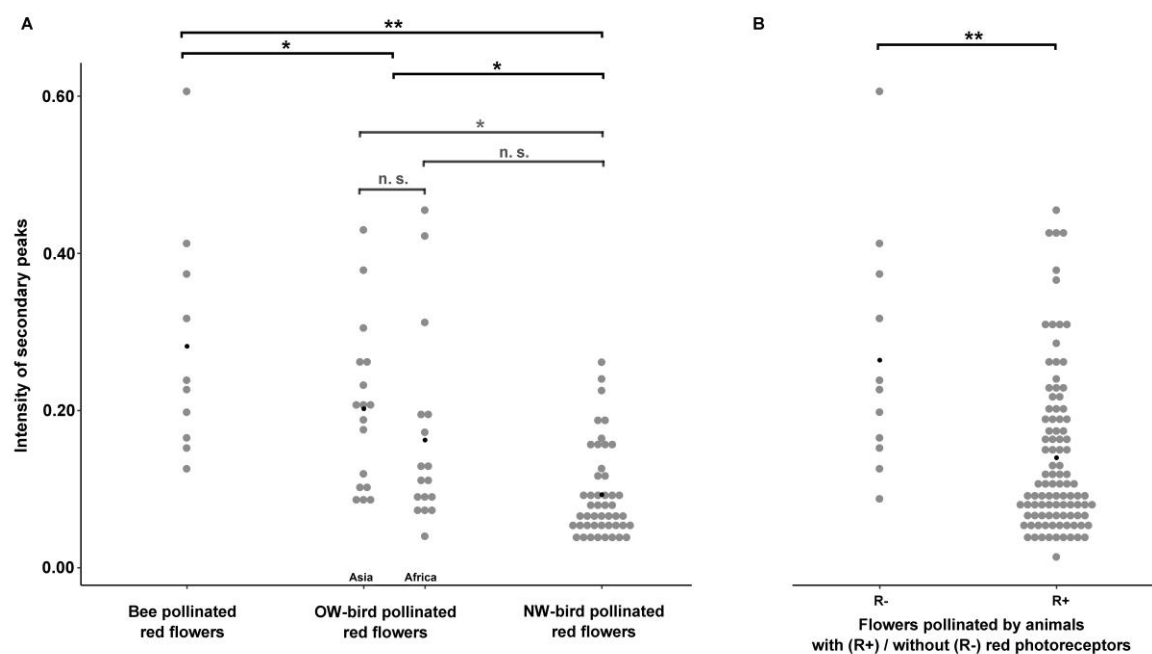 A
B
**
*
*
**
*
n. s.
n. s.
0.60
0.40
0.20
0.00
Intensity of secondary peaks
Asia
Africa
Bee pollinated
red flowers
OW-bird pollinated
red flowers
NW-bird pollinated
red flowers
R-
R+
Flowers pollinated by animals
with (R+) / without (R-) red photoreceptors